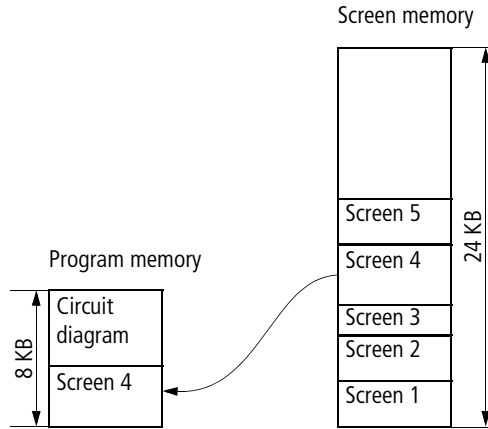 Screen memory
Screen 5
Screen 4
Screen 3
Screen 2
Screen 1
24 KB
Program memory
Circuit
diagram
Screen 4
8 KB